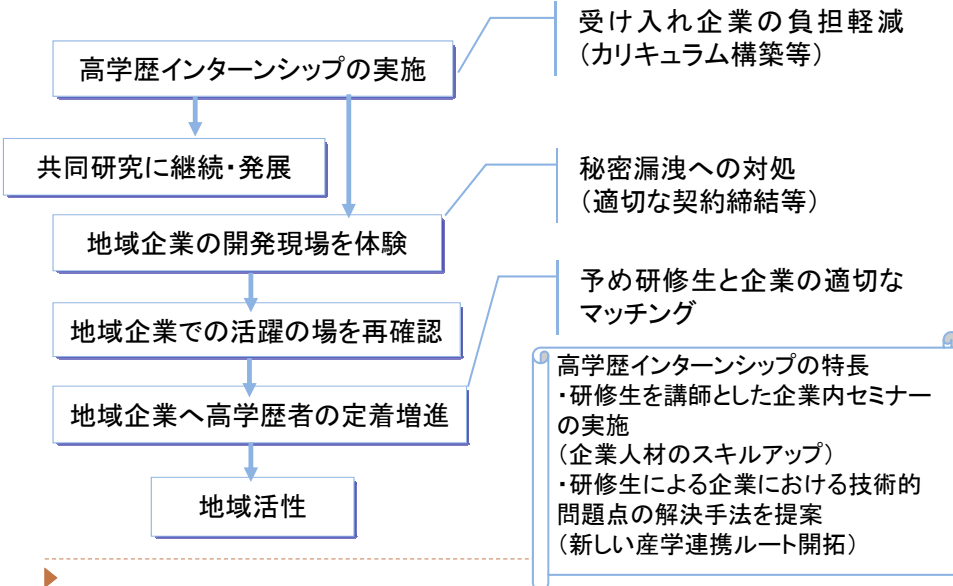 受け入れ企業の負担軽減
（カリキュラム構築等）
高学歴インターンシップの実施
共同研究に継続・発展
秘密漏洩への対処
（適切な契約締結等）
地域企業の開発現場を体験
予め研修生と企業の適切な
マッチング
地域企業での活躍の場を再確認
地域企業へ高学歴者の定着増進
地域活性
高学歴インターンシップの特長
・研修生を講師とした企業内セミナー
の実施
（企業人材のスキルアップ）
・研修生による企業における技術的
問題点の解決手法を提案
（新しい産学連携ルート開拓）